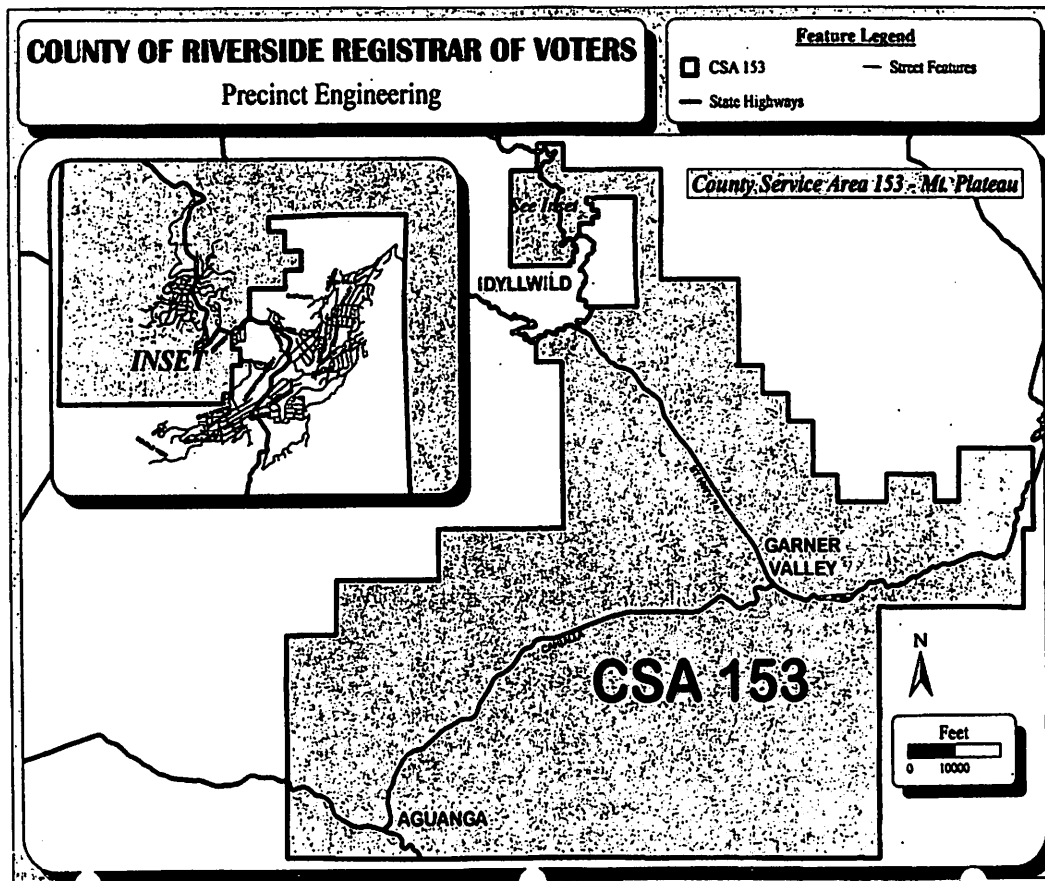 COUNTY OF RIVERSIDE REGISTRAR OF VOTERS
Precinct Engineering
Feature Legend
CSA 153
Street Features
State Highways
County Service Area 153 - Mt. Plateau
See Inset
IDYLLWILD
INSET
GARNER
VALLEY
CSA 153
AGUANGA
N
Feet
0 10000